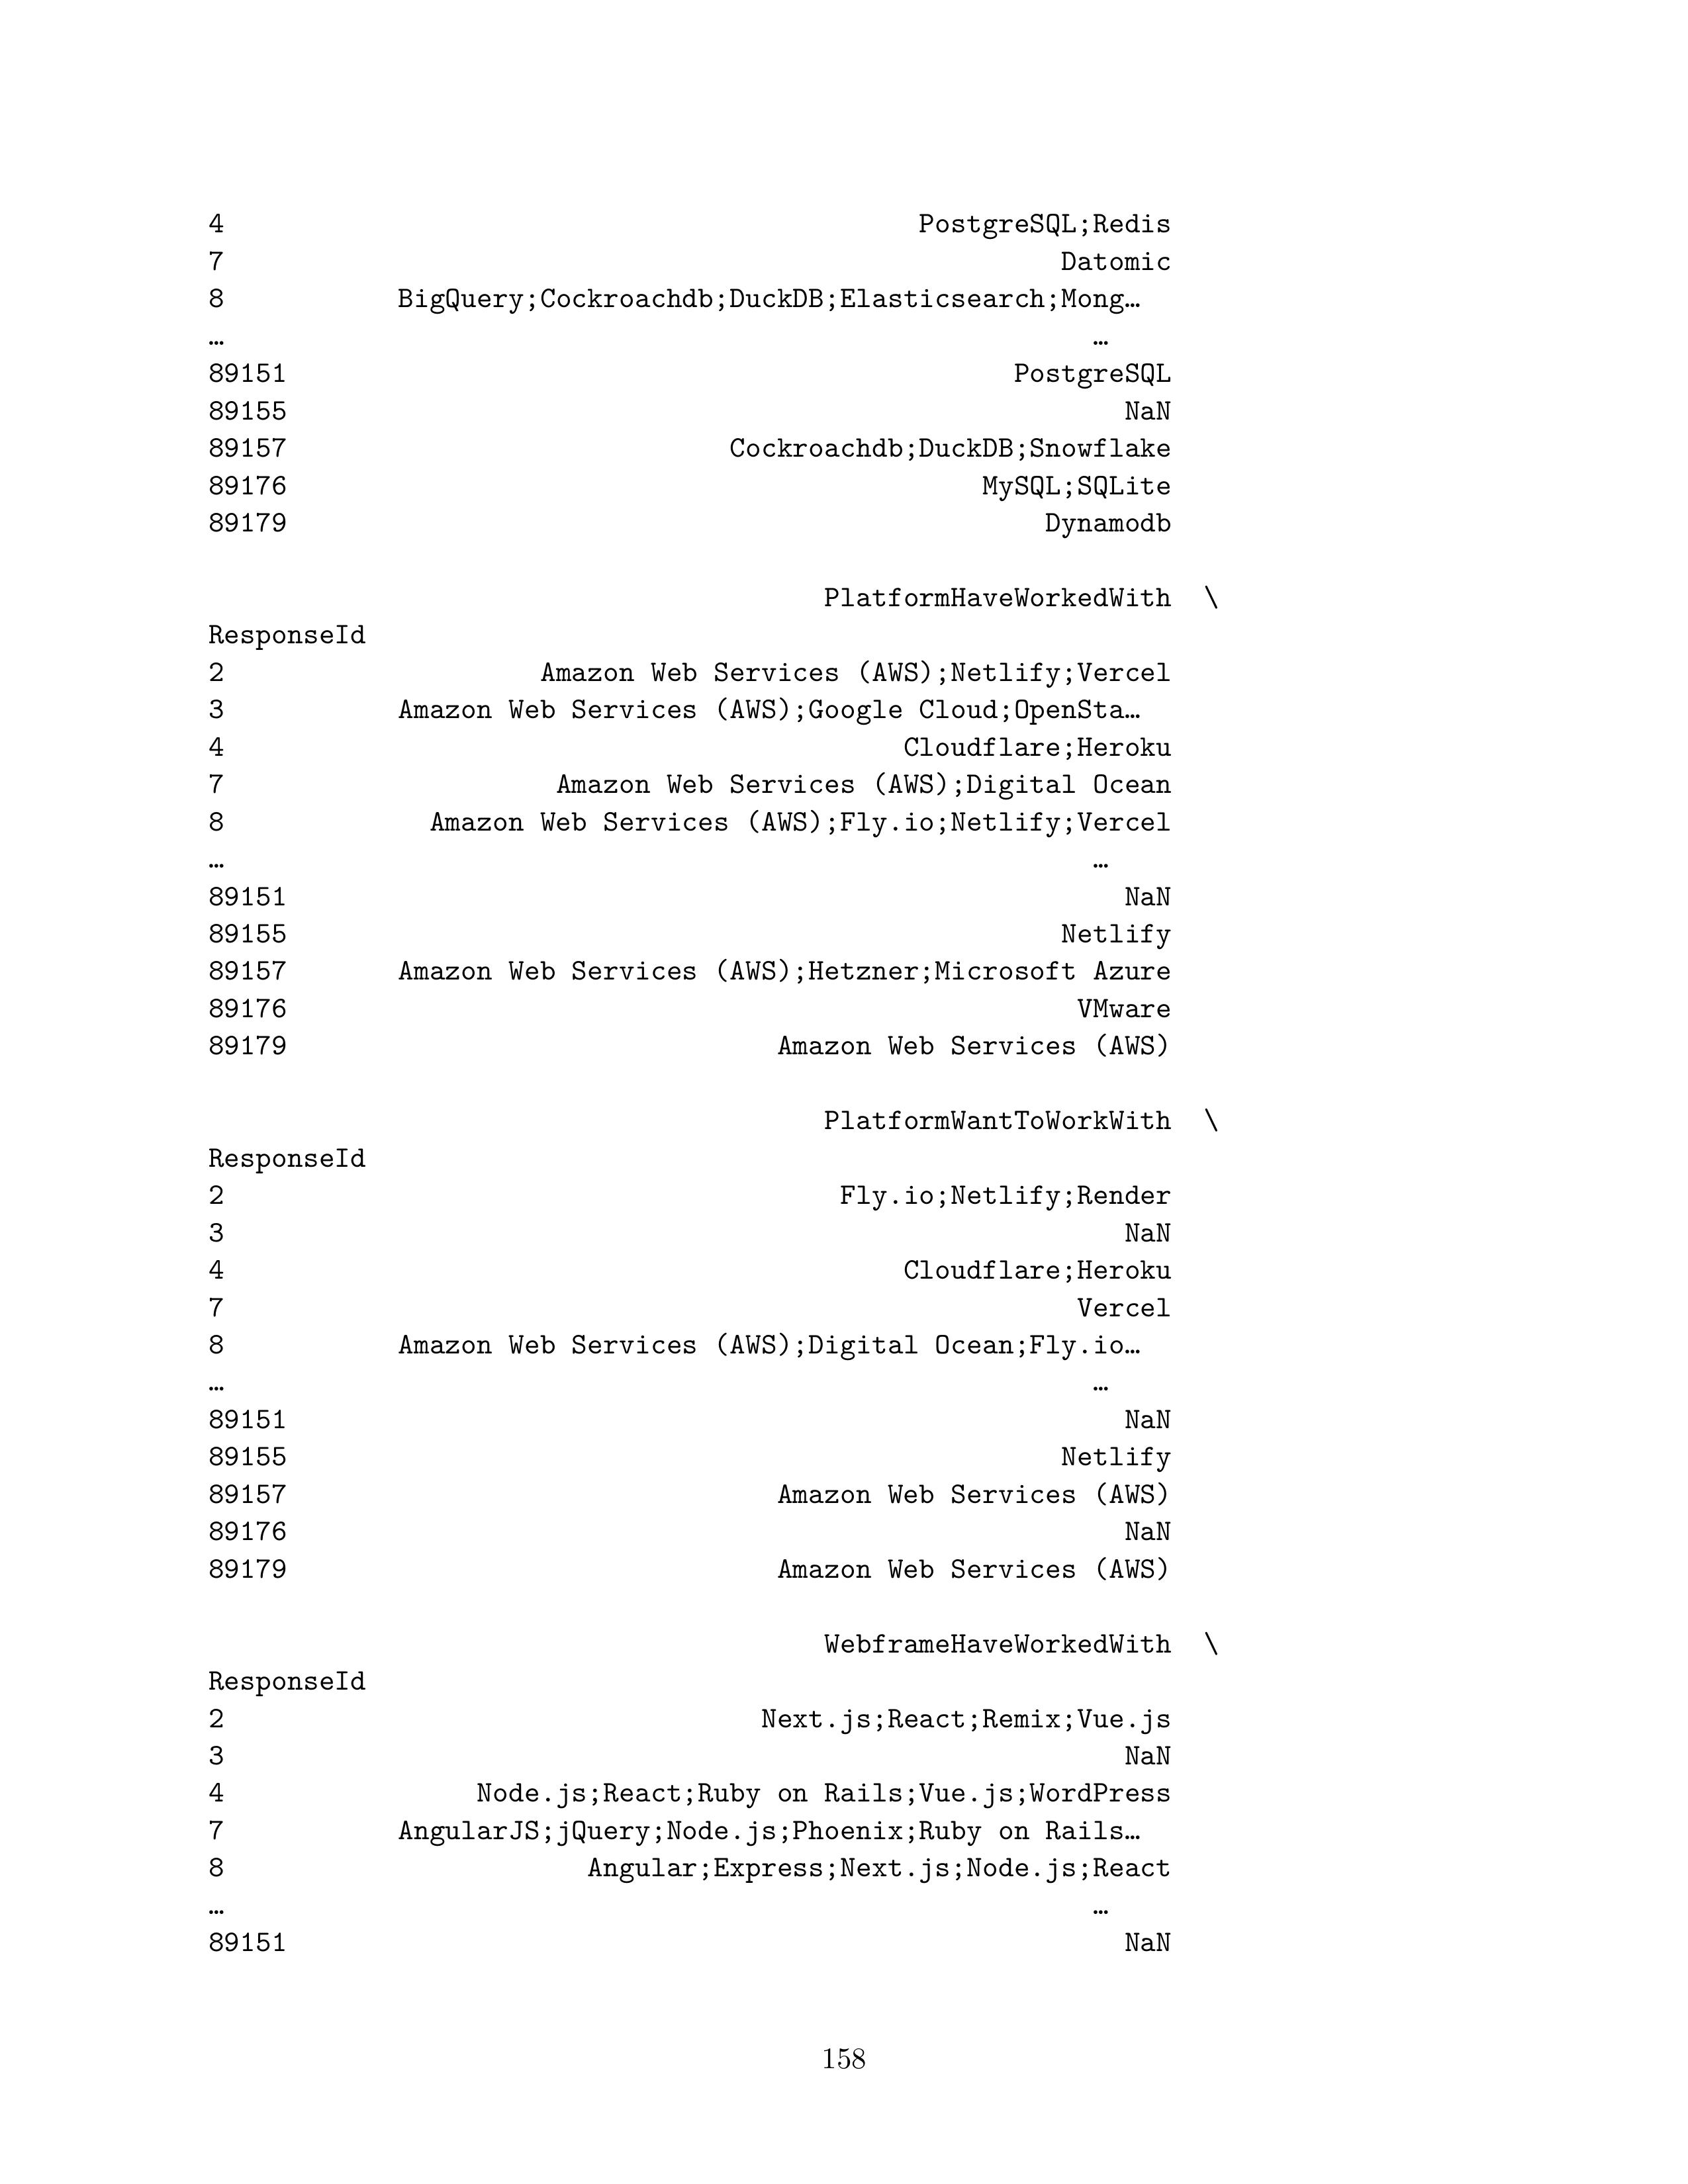 4 PostgreSQL;Redis
7 Datomic
8 BigQuery;Cockroachdb;DuckDB;Elasticsearch;Mong…
… …
89151 PostgreSQL
89155 NaN
89157 Cockroachdb;DuckDB;Snowflake
89176 MySQL;SQLite
89179 Dynamodb
PlatformHaveWorkedWith \
ResponseId
2 Amazon Web Services (AWS);Netlify;Vercel
3 Amazon Web Services (AWS);Google Cloud;OpenSta…
4 Cloudflare;Heroku
7 Amazon Web Services (AWS);Digital Ocean
8 Amazon Web Services (AWS);Fly.io;Netlify;Vercel
… …
89151 NaN
89155 Netlify
89157 Amazon Web Services (AWS);Hetzner;Microsoft Azure
89176 VMware
89179 Amazon Web Services (AWS)
PlatformWantToWorkWith \
ResponseId
2 Fly.io;Netlify;Render
3 NaN
4 Cloudflare;Heroku
7 Vercel
8 Amazon Web Services (AWS);Digital Ocean;Fly.io…
… …
89151 NaN
89155 Netlify
89157 Amazon Web Services (AWS)
89176 NaN
89179 Amazon Web Services (AWS)
WebframeHaveWorkedWith \
ResponseId
2 Next.js;React;Remix;Vue.js
3 NaN
4 Node.js;React;Ruby on Rails;Vue.js;WordPress
7 AngularJS;jQuery;Node.js;Phoenix;Ruby on Rails…
8 Angular;Express;Next.js;Node.js;React
… …
89151 NaN
158